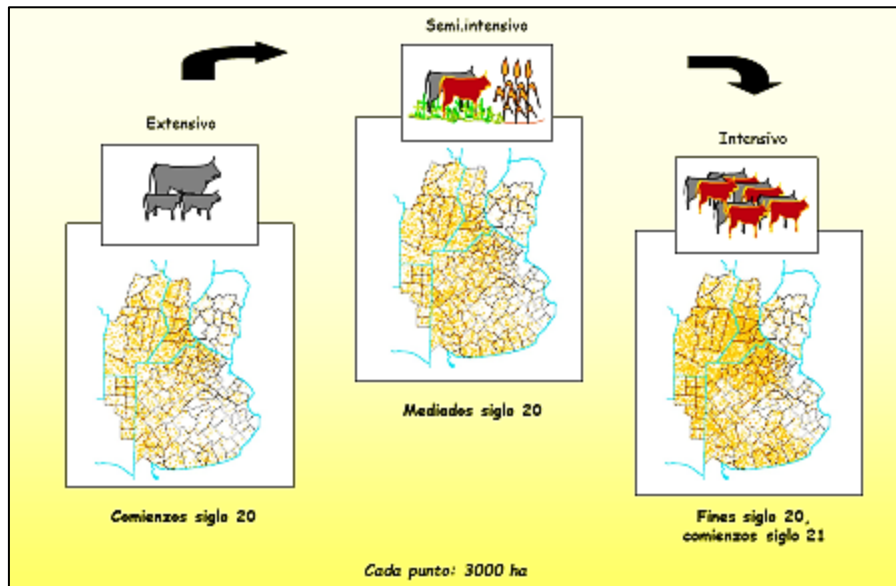 Semi.intensivo
Extensivo
Intensivo
Mediados siglo 20
Comienzos siglo 20
Fines siglo 20,
comienzos siglo 21
Cada punto: 3000 ha